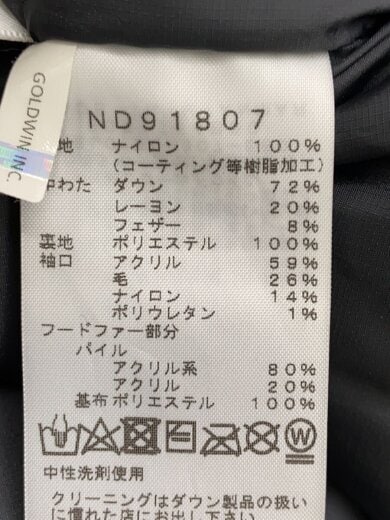 GOLDWIN INC
ND91807
地 ナイロン 100%
(コーティング等樹脂加工)
中わた ダウン 72%
レーヨン 20%
フェザー 8%
裏地 ポリエステル 100%
袖口 アクリル 59%
毛 26%
ナイロン 14%
ポリウレタン 1%
フードファー部分
パイル
アクリル系 80%
アクリル 20%
基布 ポリエステル 100%
W
中性洗剤使用
クリーニングはダウン製品の扱い
に慣れた店にお出し下さい